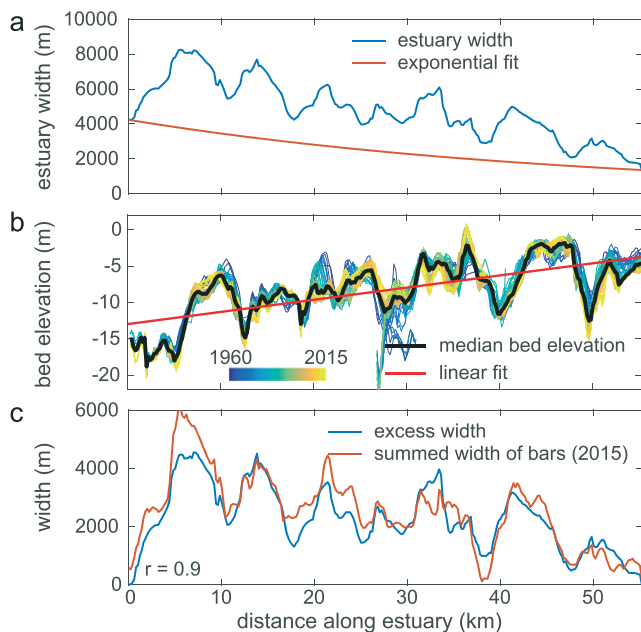 a
10000
8000
6000
4000
2000
0
estuary width (m)
estuary width
exponential fit
b
0
-5
-10
-15
-20
bed elevation (m)
1960 2015
median bed elevation
linear fit
c
6000
4000
2000
0
width (m)
excess width
summed width of bars (2015)
r = 0.9
0 10 20 30 40 50
distance along estuary (km)